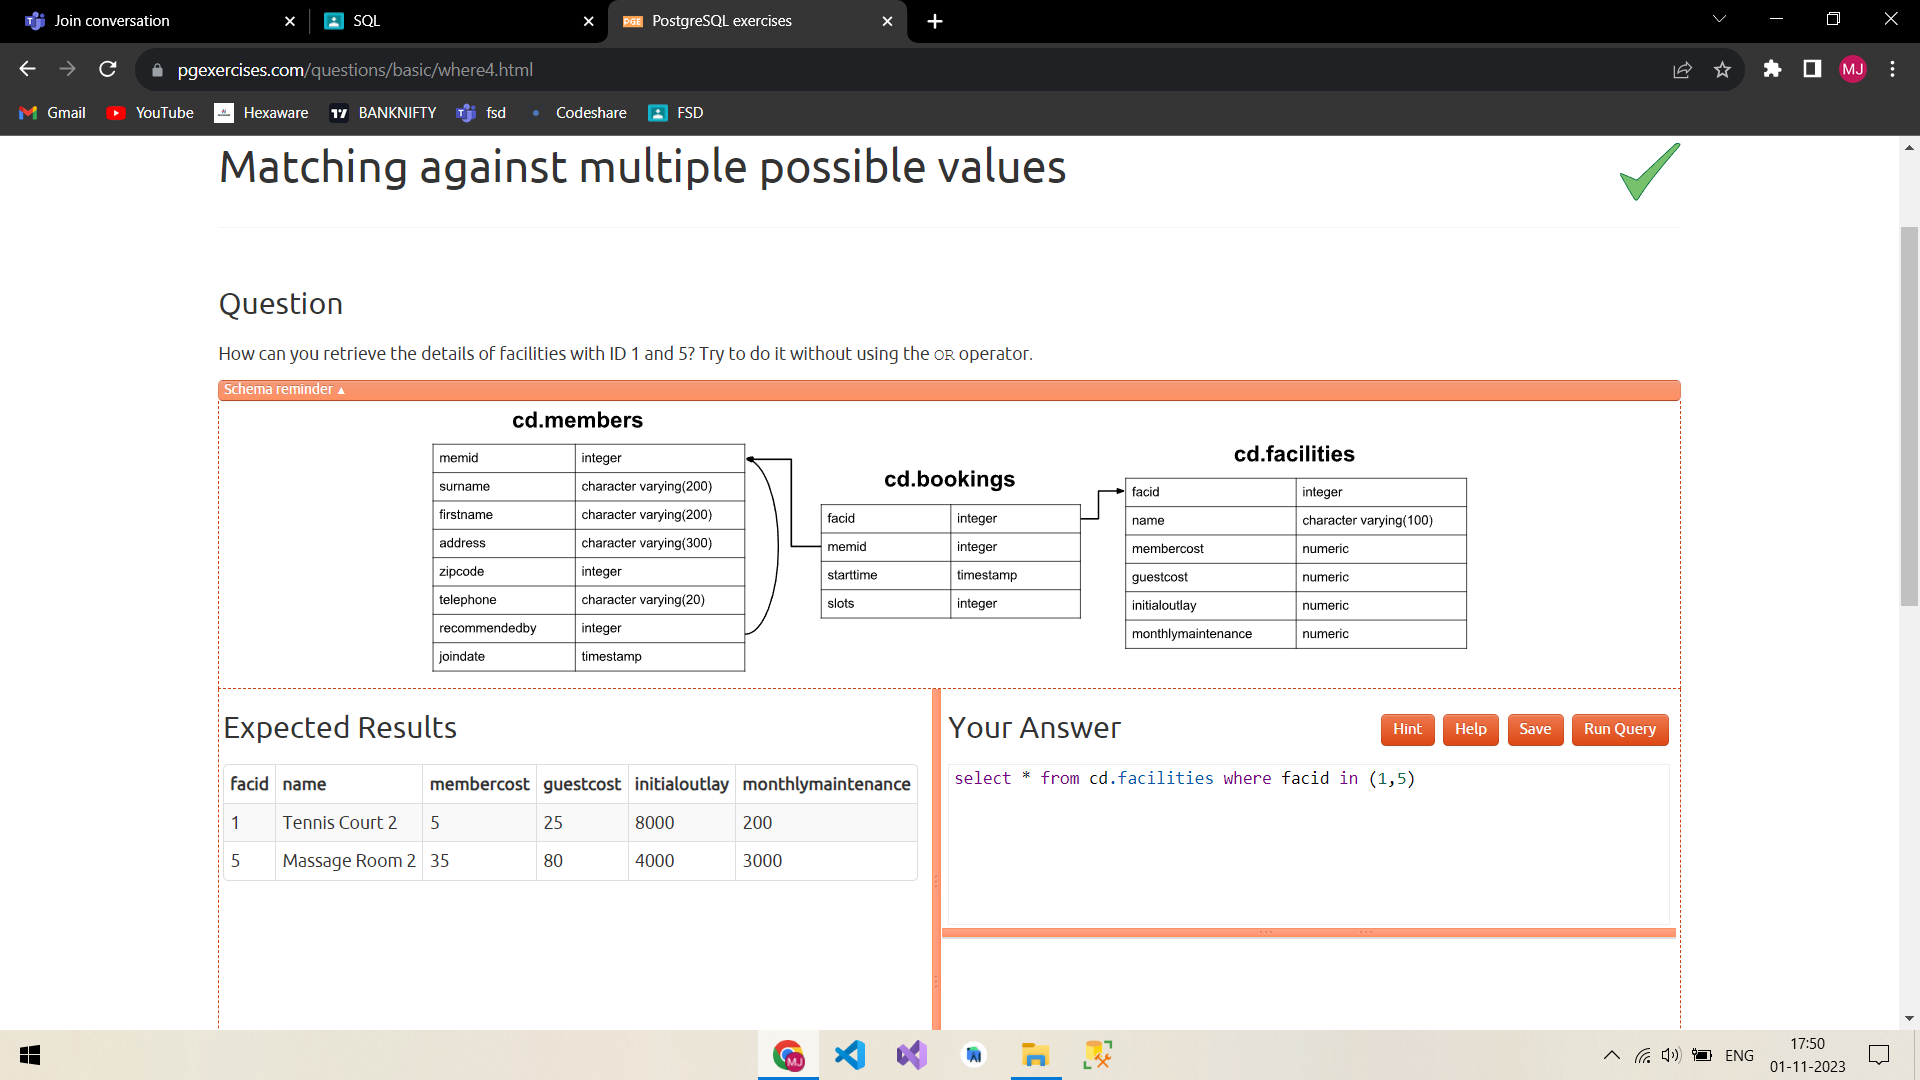 Join conversation
SQL
PGE PostgreSQL exercises
pgexercises.com/questions/basic/where4.html
MJ
Gmail YouTube Hexaware BANKNIFTY fsd Codeshare FSD
Matching against multiple possible values
Question
How can you retrieve the details of facilities with ID 1 and 5? Try to do it without using the OR operator.
Schema reminder ▲
cd.members
memid integer
surname character varying(200)
firstname character varying(200)
address character varying(300)
zipcode integer
telephone character varying(20)
recommendedby integer
joindate timestamp
cd.bookings
facid integer
memid integer
starttime timestamp
slots integer
cd.facilities
facid integer
name character varying(100)
membercost numeric
guestcost numeric
initialoutlay numeric
monthlymaintenance numeric
Expected Results
facid name membercost guestcost initialoutlay monthlymaintenance
1 Tennis Court 2 5 25 8000 200
5 Massage Room 2 35 80 4000 3000
Your Answer
Hint Help Save Run Query
select * from cd.facilities where facid in (1,5)
MJ
ENG
17:50
01-11-2023